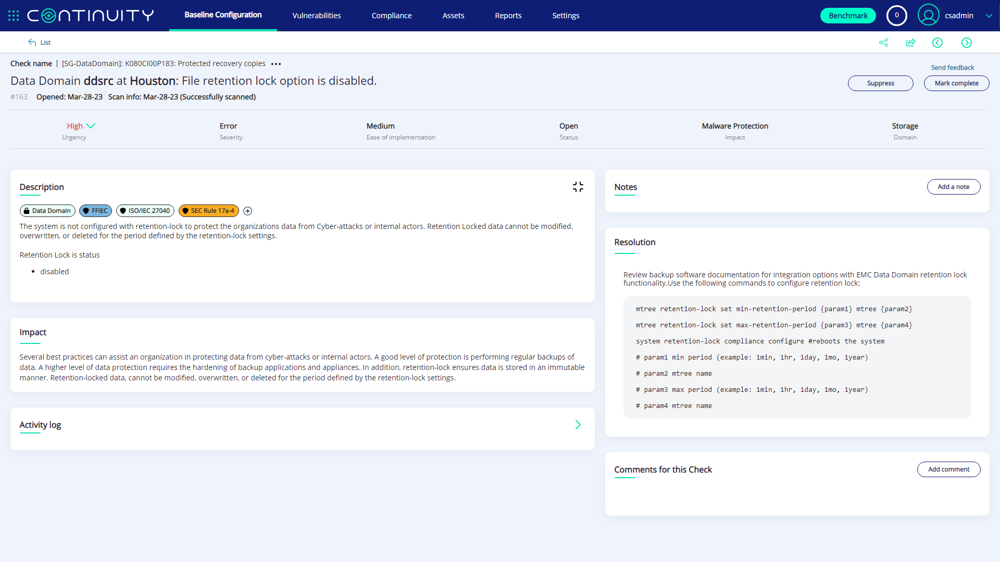 CONTINUITY Baseline Configuration Vulnerabilities Compliance Assets Reports Settings Benchmark 0 csadmin
List
Check name | [SG-DataDomain]: K080CI00P183: Protected recovery copies •••
Send feedback
Data Domain ddsrc at Houston: File retention lock option is disabled.
Suppress Mark complete
#163 Opened: Mar-28-23 Scan info: Mar-28-23 (Successfully scanned)
High Error Medium Open Malware Protection Storage
Urgency Severity Ease of implementation Status Impact Domain
Description
Data Domain FFIEC ISO/IEC 27040 SEC Rule 17a-4
The system is not configured with retention-lock to protect the organizations data from Cyber-attacks or internal actors. Retention Locked data cannot be modified,
overwritten, or deleted for the period defined by the retention-lock settings.
Retention Lock is status
• disabled
Impact
Several best practices can assist an organization in protecting data from cyber-attacks or internal actors. A good level of protection is performing regular backups of
data. A higher level of data protection requires the hardening of backup applications and appliances. In addition, retention-lock ensures data is stored in an immutable
manner. Retention-locked data, cannot be modified, overwritten, or deleted for the period defined by the retention-lock settings.
Activity log
Notes
Add a note
Resolution
Review backup software documentation for integration options with EMC Data Domain retention lock
functionality.Use the following commands to configure retention lock:
mtree retention-lock set min-retention-period {param1} mtree {param2}
mtree retention-lock set max-retention-period {param3} mtree {param4}
system retention-lock compliance configure #reboots the system
# param1 min period (example: 1min, 1hr, 1day, 1mo, 1year)
# param2 mtree name
# param3 max period (example: 1min, 1hr, 1day, 1mo, 1year)
# param4 mtree name
Comments for this Check
Add comment